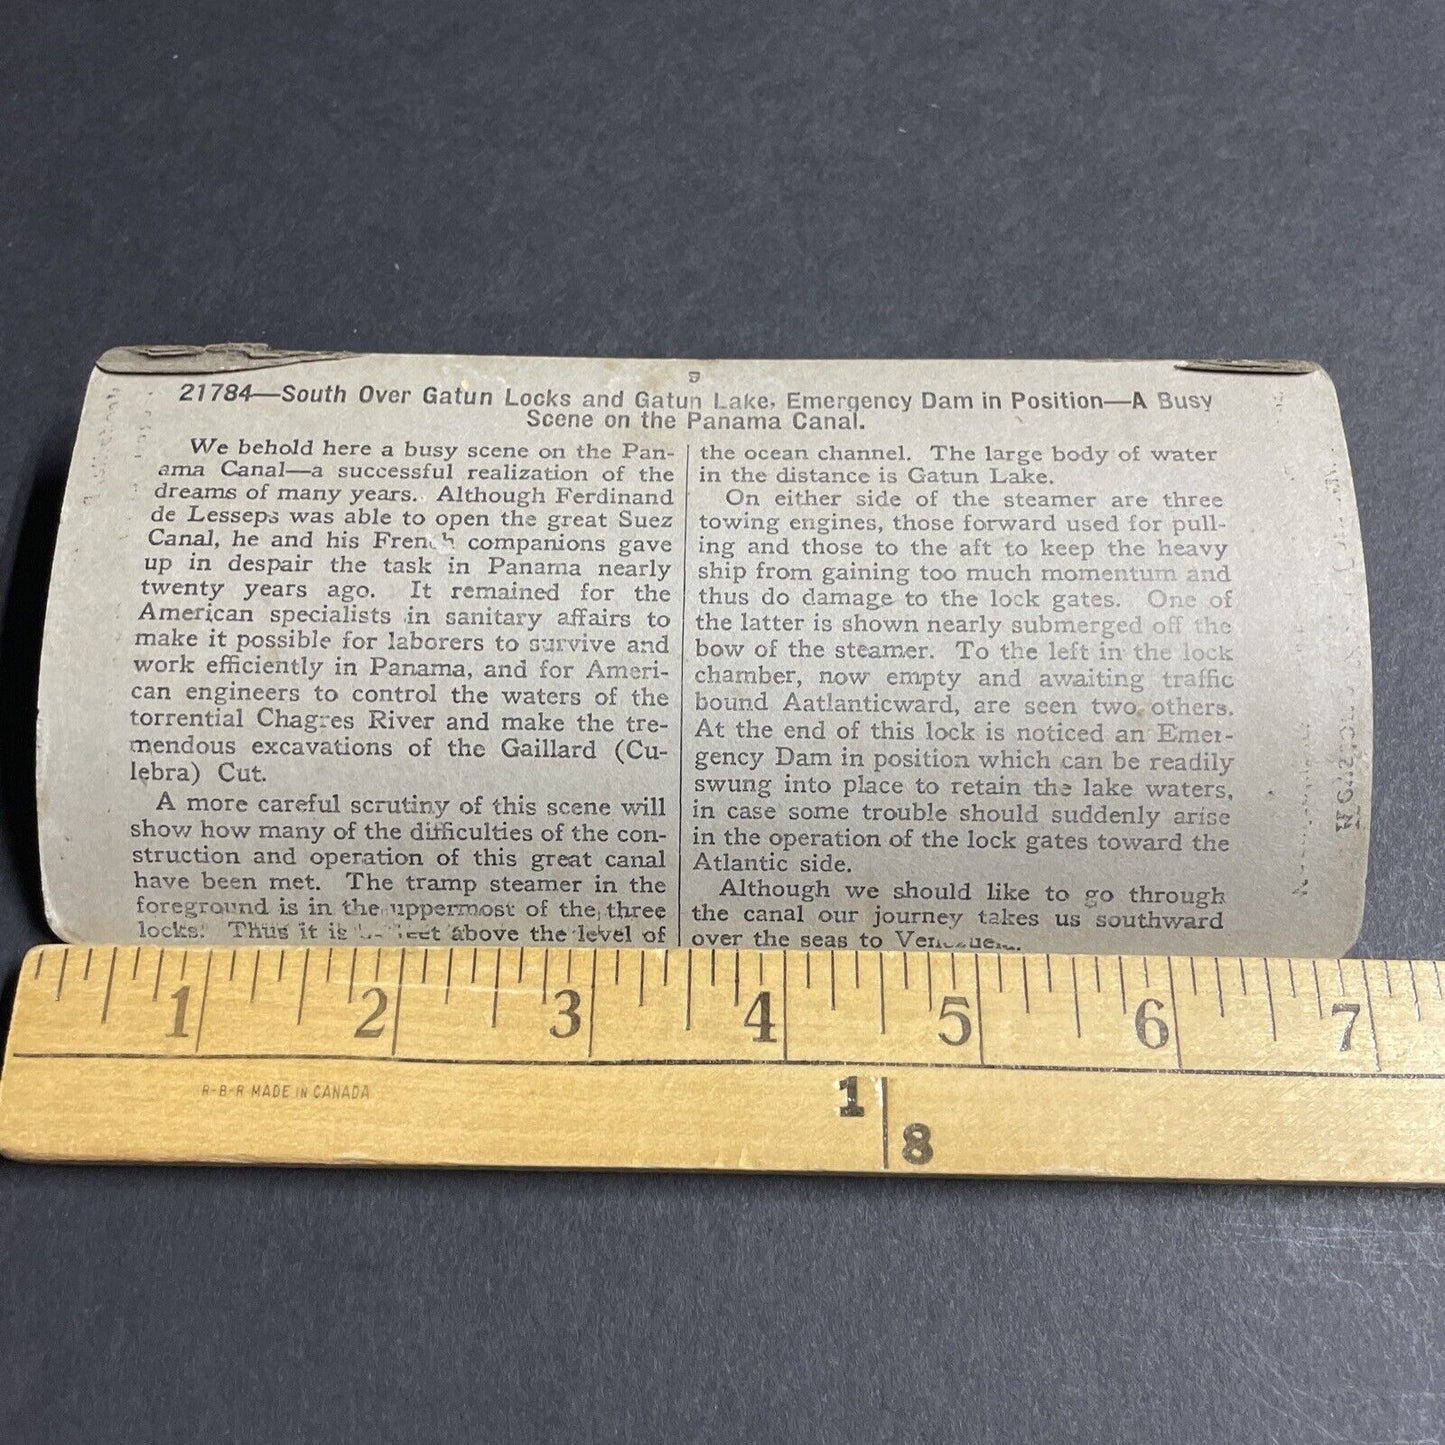 21784—South Over Gatun Locks and Gatun Lake, Emergency Dam in Position—A Busy
Scene on the Panama Canal.
We behold here a busy scene on the Pan-
ama Canal—a successful realization of the
dreams of many years. Although Ferdinand
de Lesseps was able to open the great Suez
Canal, he and his French companions gave
up in despair the task in Panama nearly
twenty years ago. It remained for the
American specialists in sanitary affairs to
make it possible for laborers to survive and
work efficiently in Panama, and for Ameri-
can engineers to control the waters of the
torrential Chagres River and make the tre-
mendous excavations of the Gaillard (Cu-
lebra) Cut.
A more careful scrutiny of this scene will
show how many of the difficulties of the con-
struction and operation of this great canal
have been met. The tramp steamer in the
foreground is in the uppermost of the three
locks. Thus it is feet above the level of
the ocean channel. The large body of water
in the distance is Gatun Lake.
On either side of the steamer are three
towing engines, those forward used for pull-
ing and those to the aft to keep the heavy
ship from gaining too much momentum and
thus do damage to the lock gates. One of
the latter is shown nearly submerged off the
bow of the steamer. To the left in the lock
chamber, now empty and awaiting traffic
bound Aatlanticward, are seen two others.
At the end of this lock is noticed an Emer-
gency Dam in position which can be readily
swung into place to retain the lake waters,
in case some trouble should suddenly arise
in the operation of the lock gates toward the
Atlantic side.
Although we should like to go through
the canal our journey takes us southward
over the seas to Venezuela.
1 2 3 4 5 6 7
R-B-R MADE IN CANADA
1
8